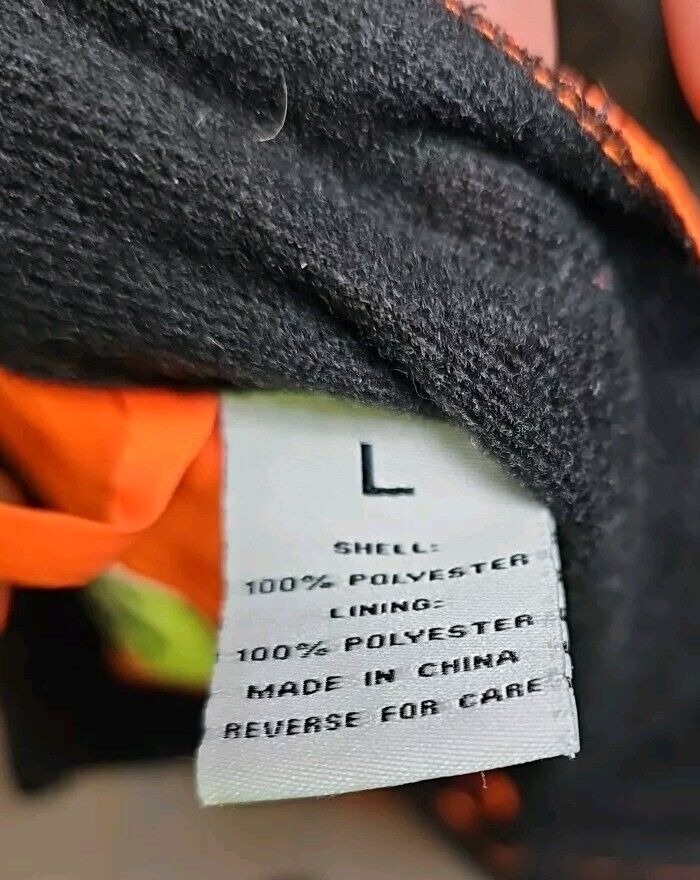 L
SHELL:
100% POLYESTER
LINING:
100% POLYESTER
MADE IN CHINA
REVERSE FOR CARE